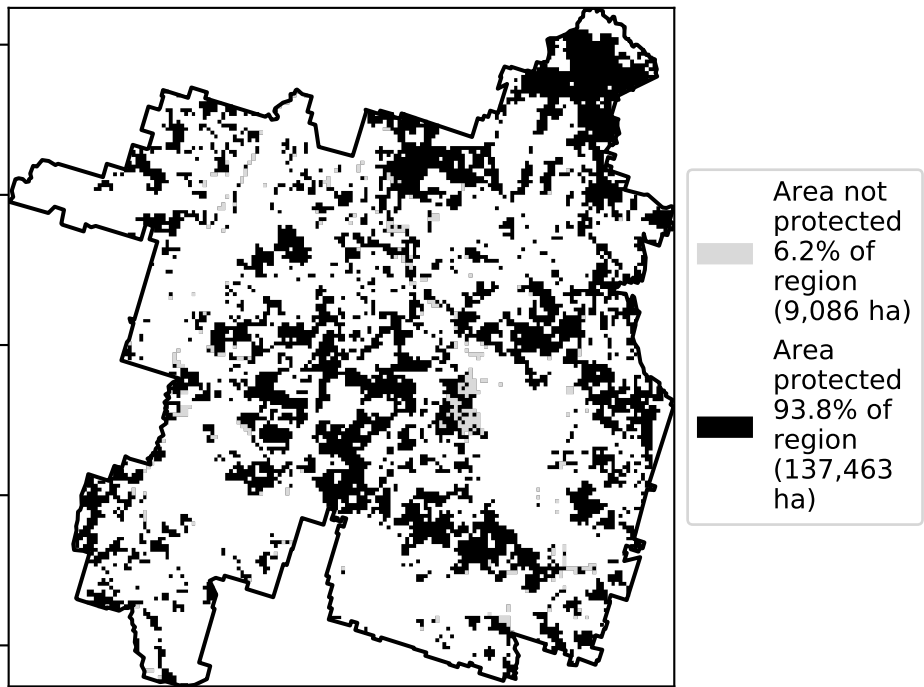 Area not
protected
6.2% of
region
(9,086 ha)
Area
protected
93.8% of
region
(137,463
ha)